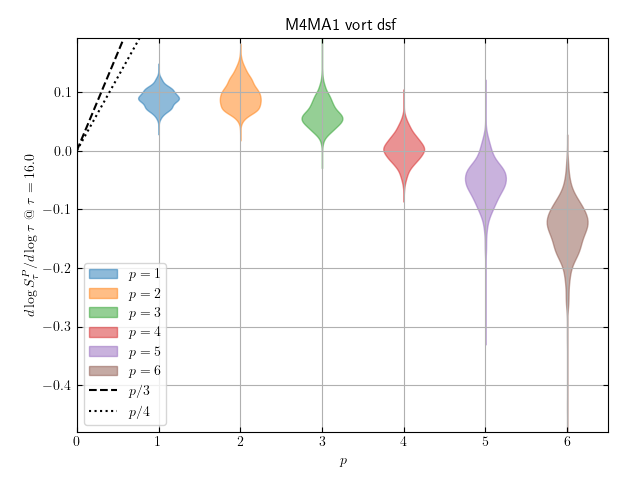 M4MA1 vort dsf
d log S_τ^P / d log τ @ τ = 16.0
0.1
0.0
−0.1
−0.2
−0.3
−0.4
p = 1
p = 2
p = 3
p = 4
p = 5
p = 6
p/3
p/4
0 1 2 3 4 5 6
p